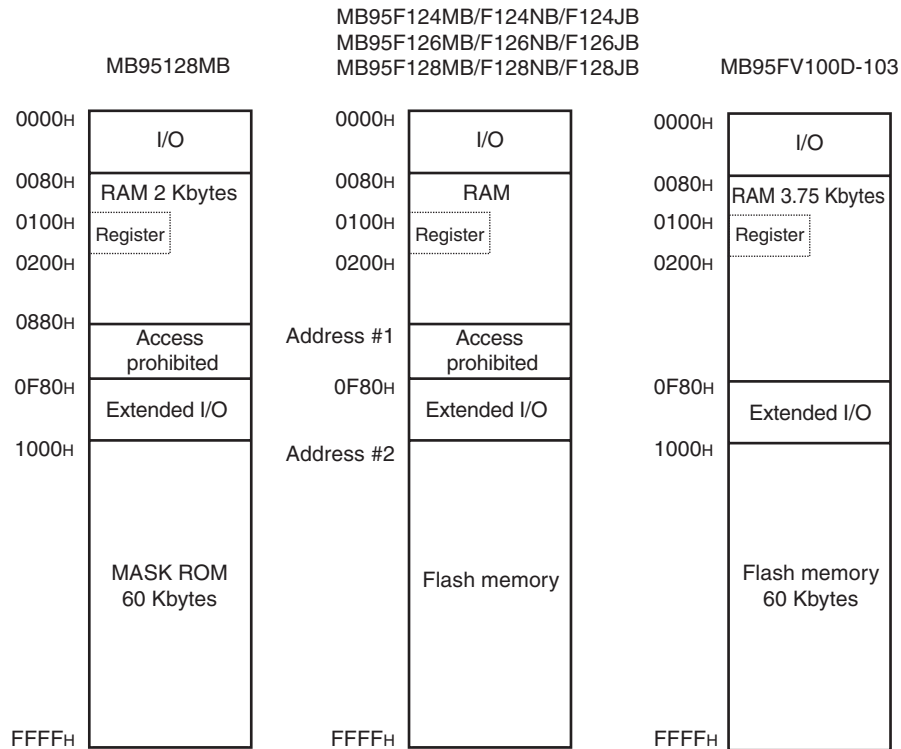 MB95128MB
0000H
I/O
0080H
RAM 2 Kbytes
0100H
Register
0200H
0880H
Access
prohibited
0F80H
Extended I/O
1000H
MASK ROM
60 Kbytes
FFFFH
MB95F124MB/F124NB/F124JB
MB95F126MB/F126NB/F126JB
MB95F128MB/F128NB/F128JB
0000H
I/O
0080H
RAM
0100H
Register
0200H
Address #1
Access
prohibited
0F80H
Extended I/O
Address #2
Flash memory
FFFFH
MB95FV100D-103
0000H
I/O
0080H
RAM 3.75 Kbytes
0100H
Register
0200H
0F80H
Extended I/O
1000H
Flash memory
60 Kbytes
FFFFH